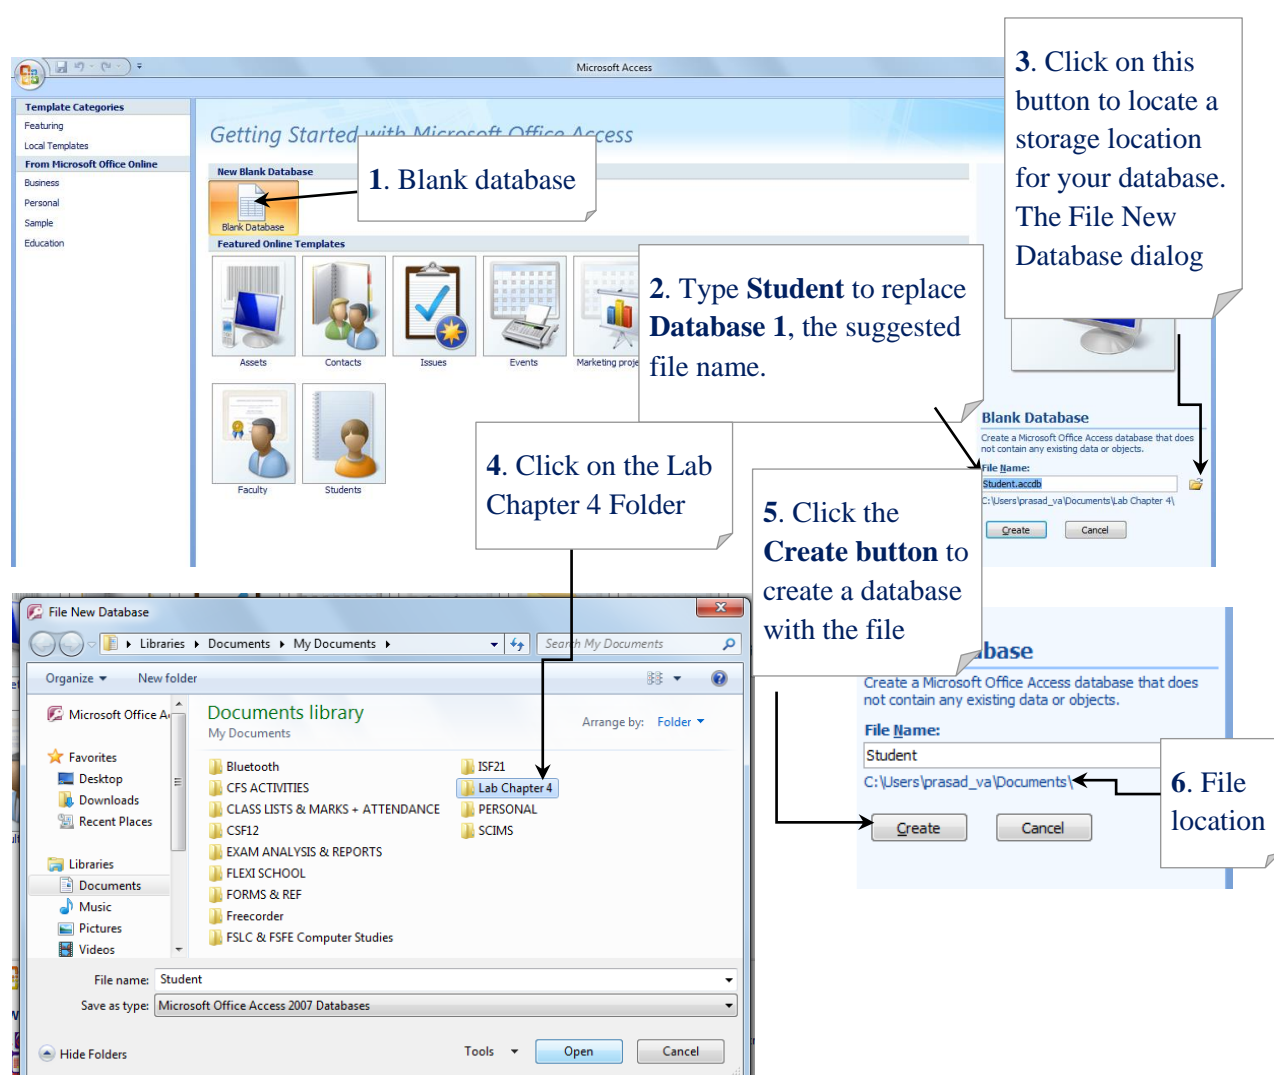 Microsoft Access
Template Categories
Featuring
Local Templates
From Microsoft Office Online
Business
Personal
Sample
Education
Getting Started with Microsoft Office Access
New Blank Database
Blank Database
Featured Online Templates
Assets
Contacts
Issues
Events
Marketing proje
Faculty
Students
1. Blank database
2. Type Student to replace
Database 1, the suggested
file name.
3. Click on this
button to locate a
storage location
for your database.
The File New
Database dialog
Blank Database
Create a Microsoft Office Access database that does
not contain any existing data or objects.
File Name:
Student.accdb
C:\Users\prasad_va\Documents\Lab Chapter 4\
Create
Cancel
4. Click on the Lab
Chapter 4 Folder
5. Click the
Create button to
create a database
with the file
File New Database
Libraries
Documents
My Documents
Search My Documents
Organize
New folder
Microsoft Office A
Favorites
Desktop
Downloads
Recent Places
Libraries
Documents
Music
Pictures
Videos
Documents library
My Documents
Arrange by: Folder
Bluetooth
CFS ACTIVITIES
CLASS LISTS & MARKS + ATTENDANCE
CSF12
EXAM ANALYSIS & REPORTS
FLEXI SCHOOL
FORMS & REF
Freecorder
FSLC & FSFE Computer Studies
ISF21
Lab Chapter 4
PERSONAL
SCIMS
File name: Student
Save as type: Microsoft Office Access 2007 Databases
Hide Folders
Tools
Open
Cancel
base
Create a Microsoft Office Access database that does
not contain any existing data or objects.
File Name:
Student
C:\Users\prasad_va\Documents\
Create
Cancel
6. File
location